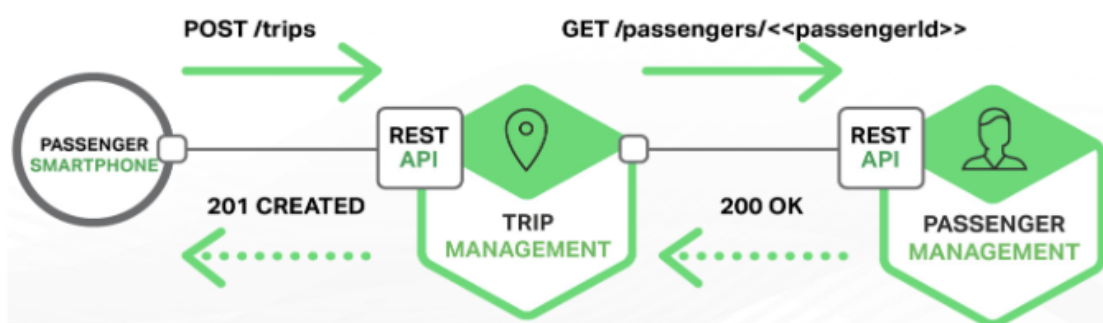 POST /trips
GET /passengers/<<passengerId>>
PASSENGER
SMARTPHONE
REST
API
REST
API
201 CREATED
TRIP
MANAGEMENT
200 OK
PASSENGER
MANAGEMENT